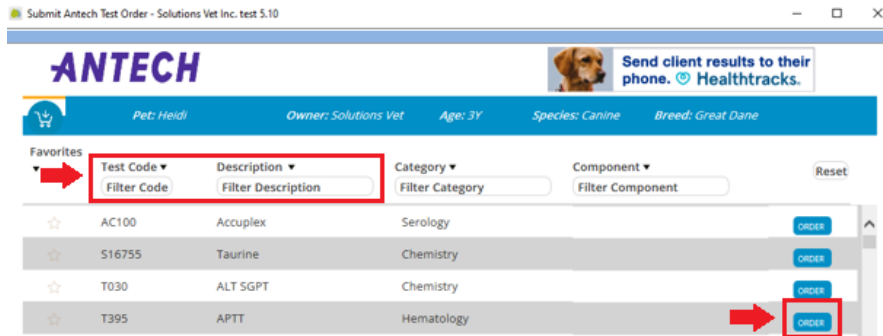 Submit Antech Test Order - Solutions Vet Inc. test 5.10
ANTECH
Send client results to their
phone. Healthtracks.
Pet: Heidi Owner: Solutions Vet Age: 3Y Species: Canine Breed: Great Dane
Favorites
Test Code Description Category Component Reset
Filter Code Filter Description Filter Category Filter Component
AC100 Accuplex Serology ORDER
S16755 Taurine Chemistry ORDER
T030 ALT SGPT Chemistry ORDER
T395 APTT Hematology ORDER